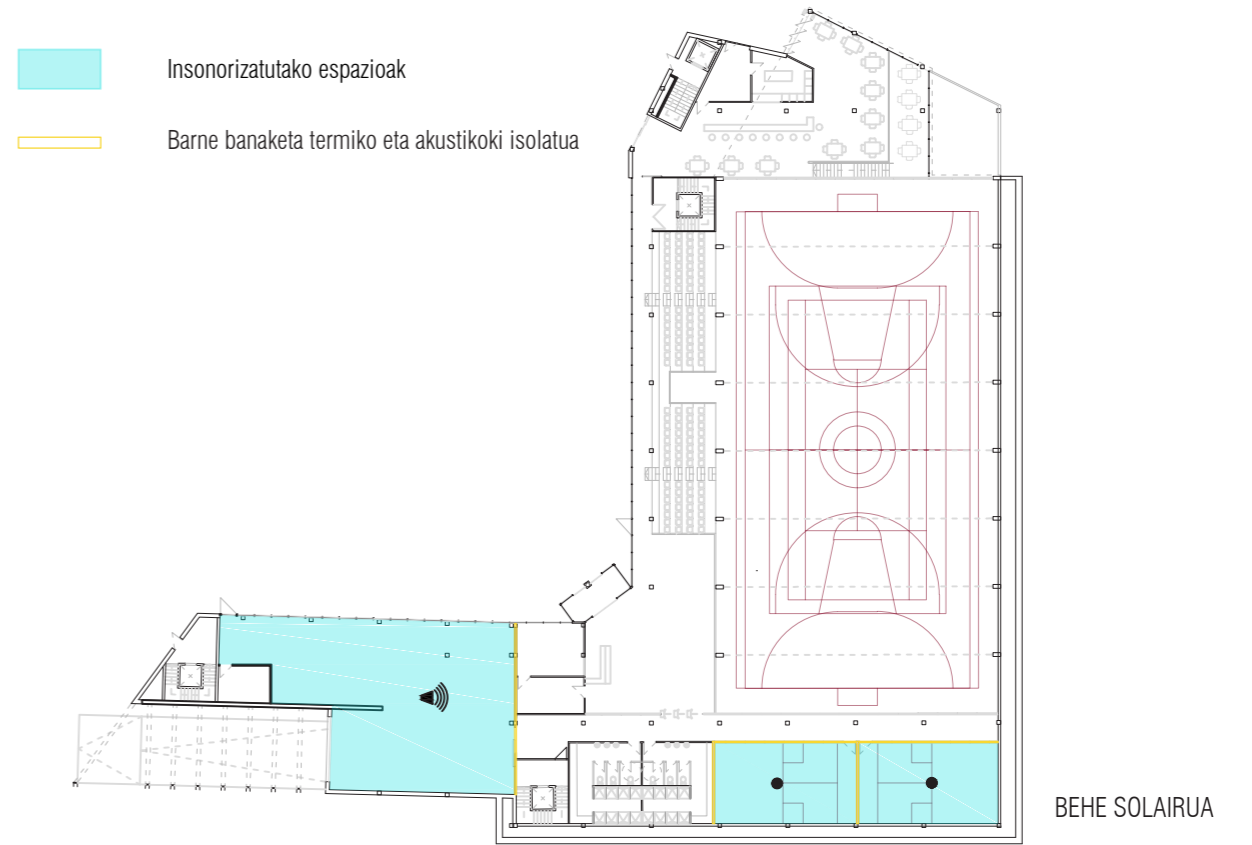 Insonorizatutako espazioak
Barne banaketa termiko eta akustikoki isolatua
BEHE SOLAIRUA